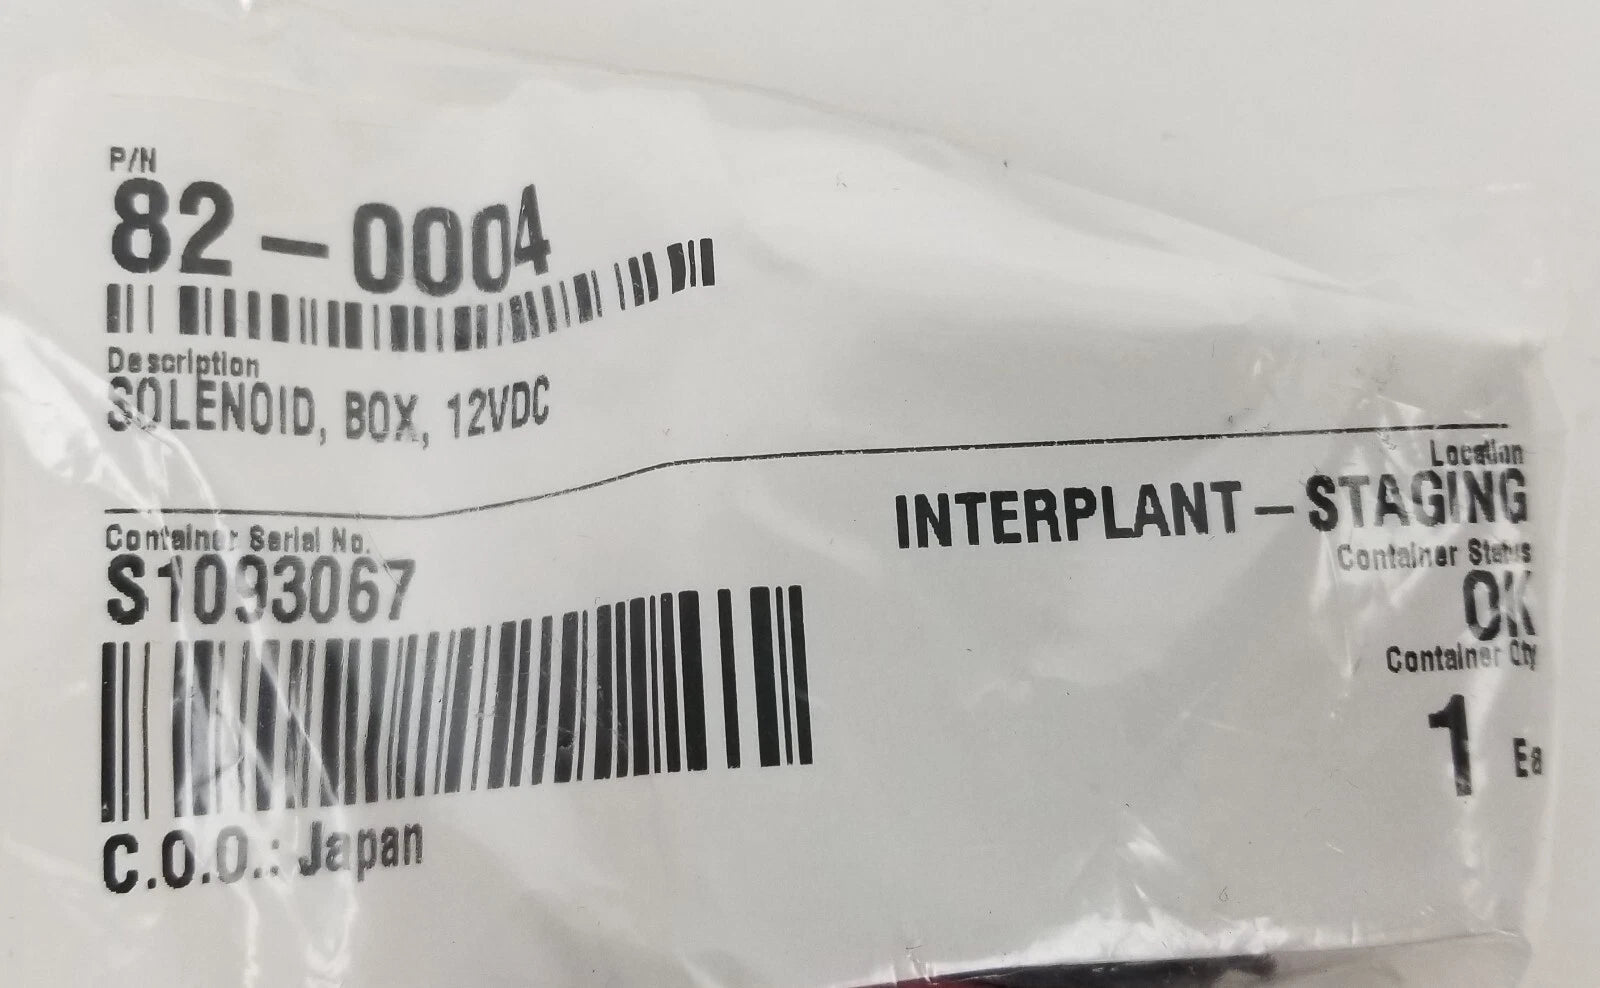 P/N
82-0004
Description
SOLENOID, BOX, 12VDC
Container Serial No.
S1093067
C.O.O.: Japan
Location
INTERPLANT-STAGING
Container Status
OK
Container Qty
1 Ea